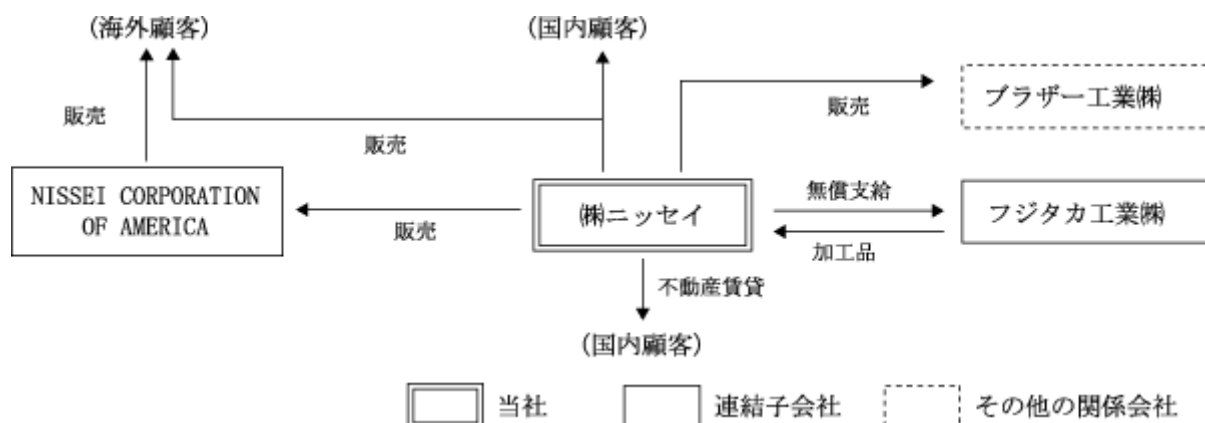 (海外顧客)
(国内顧客)
販売
販売
販売
ブラザー工業㈱
NISSEI CORPORATION
OF AMERICA
販売
㈱ニッセイ
無償支給
加工品
フジタカ工業㈱
不動産賃貸
(国内顧客)
当社
連結子会社
その他の関係会社